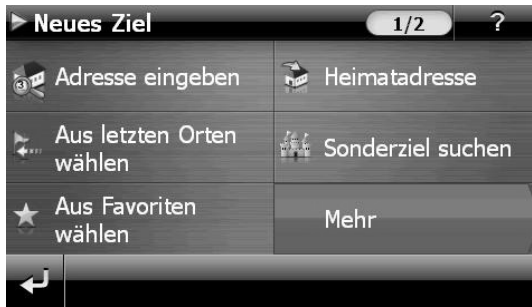 Neues Ziel
1/2
?
Adresse eingeben
Heimatadresse
Aus letzten Orten
wählen
Sonderziel suchen
Aus Favoriten
wählen
Mehr